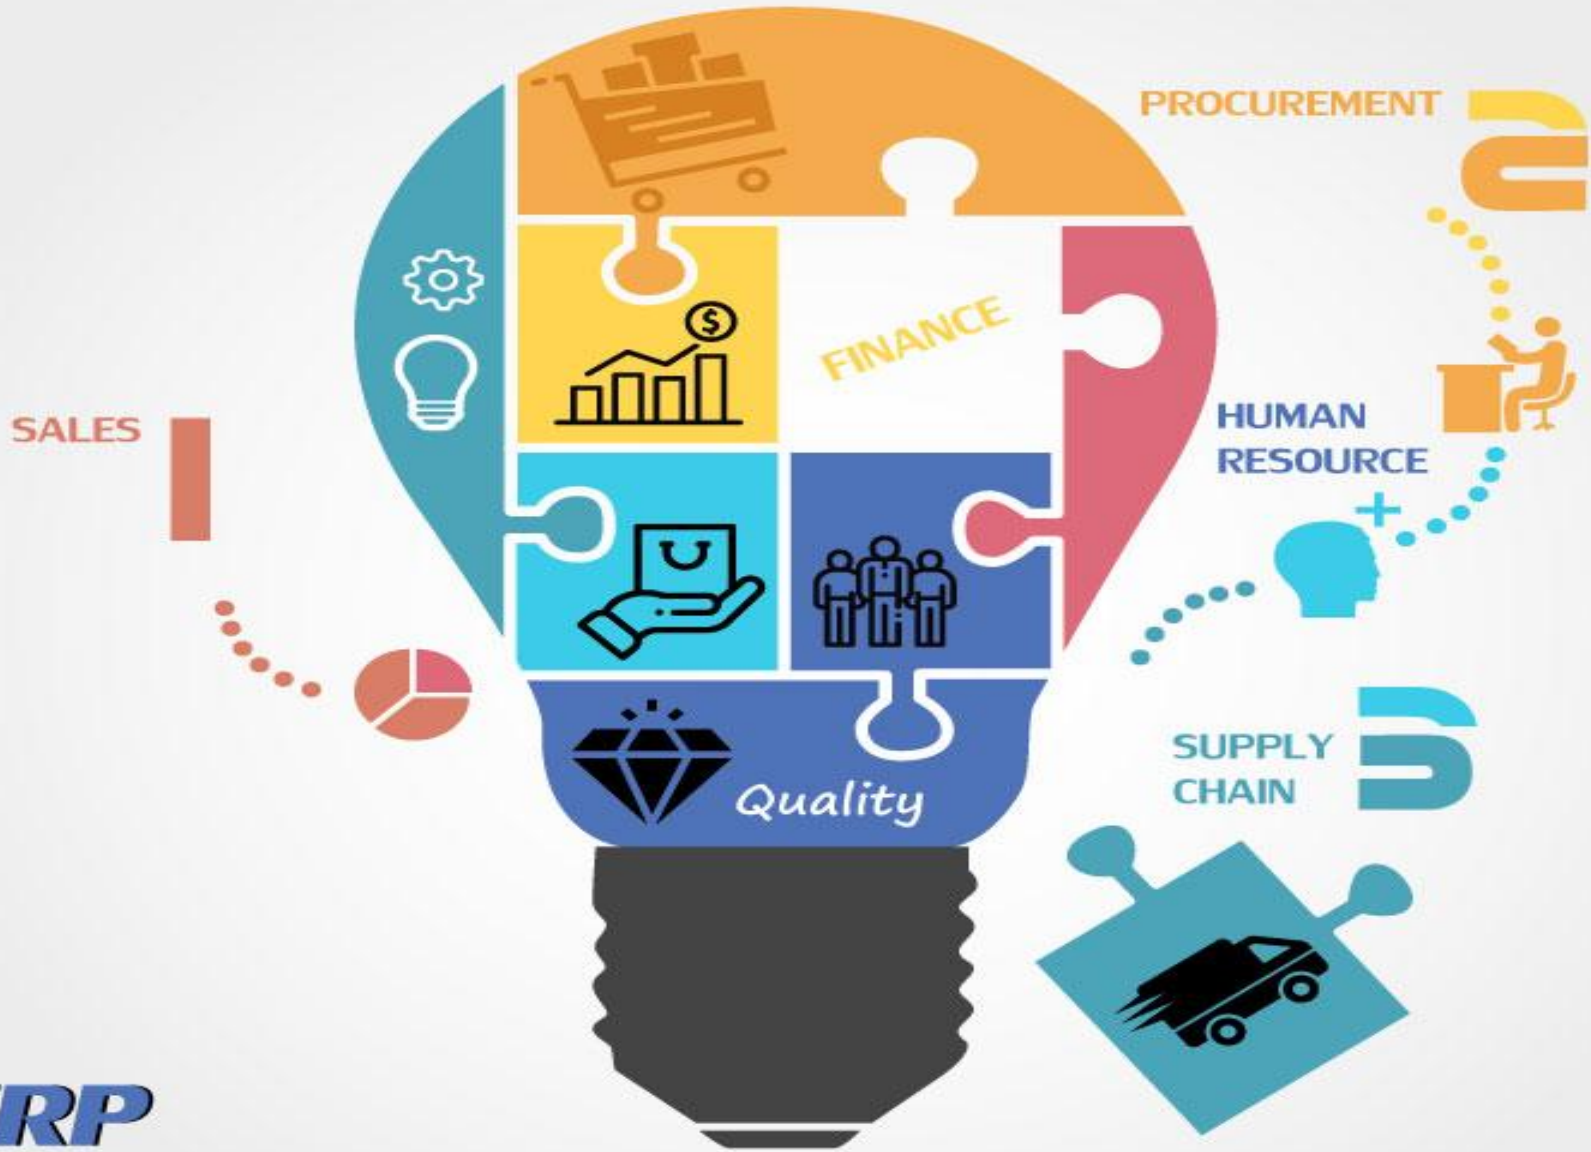 PROCUREMENT
FINANCE
$
SALES
HUMAN
RESOURCE
SUPPLY
CHAIN
Quality
RP